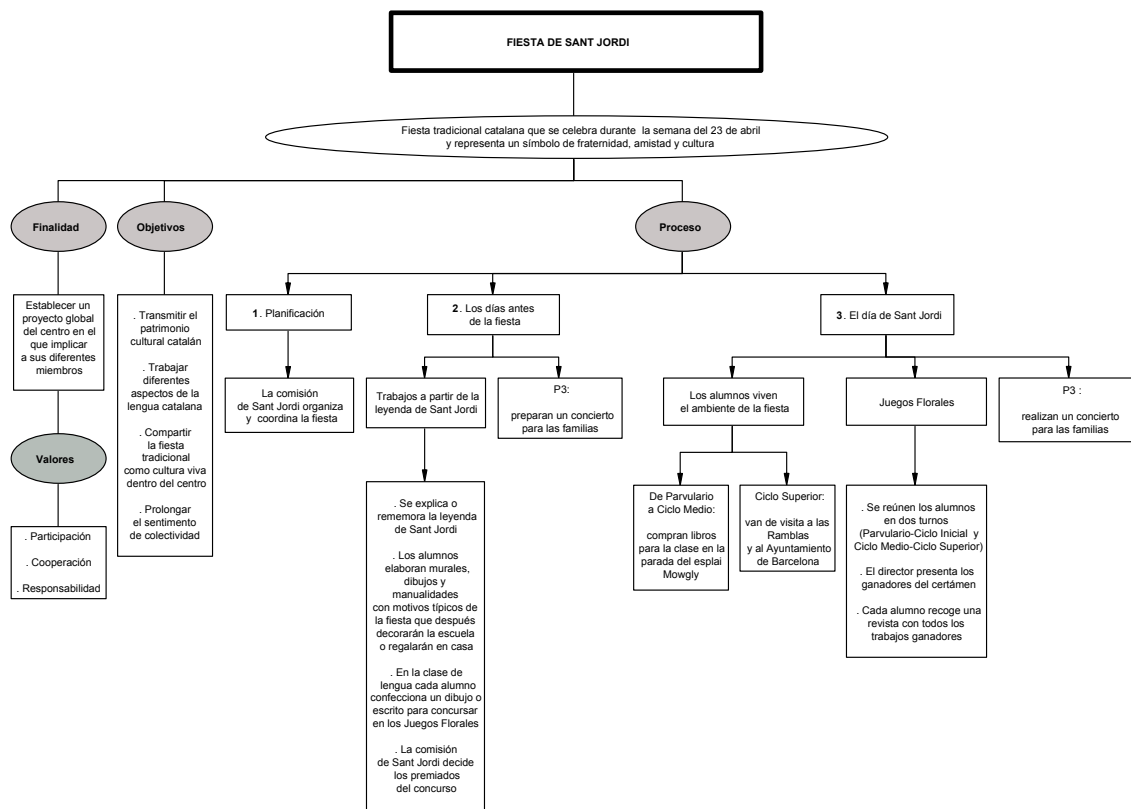 FIESTA DE SANT JORDI
Fiesta tradicional catalana que se celebra durante la semana del 23 de abril
y representa un símbolo de fraternidad, amistad y cultura
Finalidad
Objetivos
Proceso
Establecer un
proyecto global
del centro en el
que implicar
a sus diferentes
miembros
Valores
. Participación
. Cooperación
. Responsabilidad
. Transmitir el
patrimonio
cultural catalán
. Trabajar
diferentes
aspectos de la
lengua catalana
. Compartir
la fiesta
tradicional
como cultura viva
dentro del centro
. Prolongar
el sentimento
de colectividad
1. Planificación
La comisión
de Sant Jordi organiza
y coordina la fiesta
2. Los días antes
de la fiesta
Trabajos a partir de la
leyenda de Sant Jordi
. Se explica o
rememora la leyenda
de Sant Jordi
. Los alumnos
elaboran murales,
dibujos y
manualidades
con motivos típicos de
la fiesta que después
decorarán la escuela
o regalarán en casa
. En la clase de
lengua cada alumno
confecciona un dibujo o
escrito para concursar
en los Juegos Florales
. La comisión
de Sant Jordi decide
los premiados
del concurso
P3:
preparan un concierto
para las familias
3. El día de Sant Jordi
Los alumnos viven
el ambiente de la fiesta
De Parvulario
a Ciclo Medio:
compran libros
para la clase en la
parada del esplai
Mowgly
Ciclo Superior:
van de visita a las
Ramblas
y al Ayuntamiento
de Barcelona
Juegos Florales
. Se reúnen los alumnos
en dos turnos
(Parvulario-Ciclo Inicial y
Ciclo Medio-Ciclo Superior)
. El director presenta los
ganadores del certámen
. Cada alumno recoge una
revista con todos los
trabajos ganadores
P3 :
realizan un concierto
para las familias